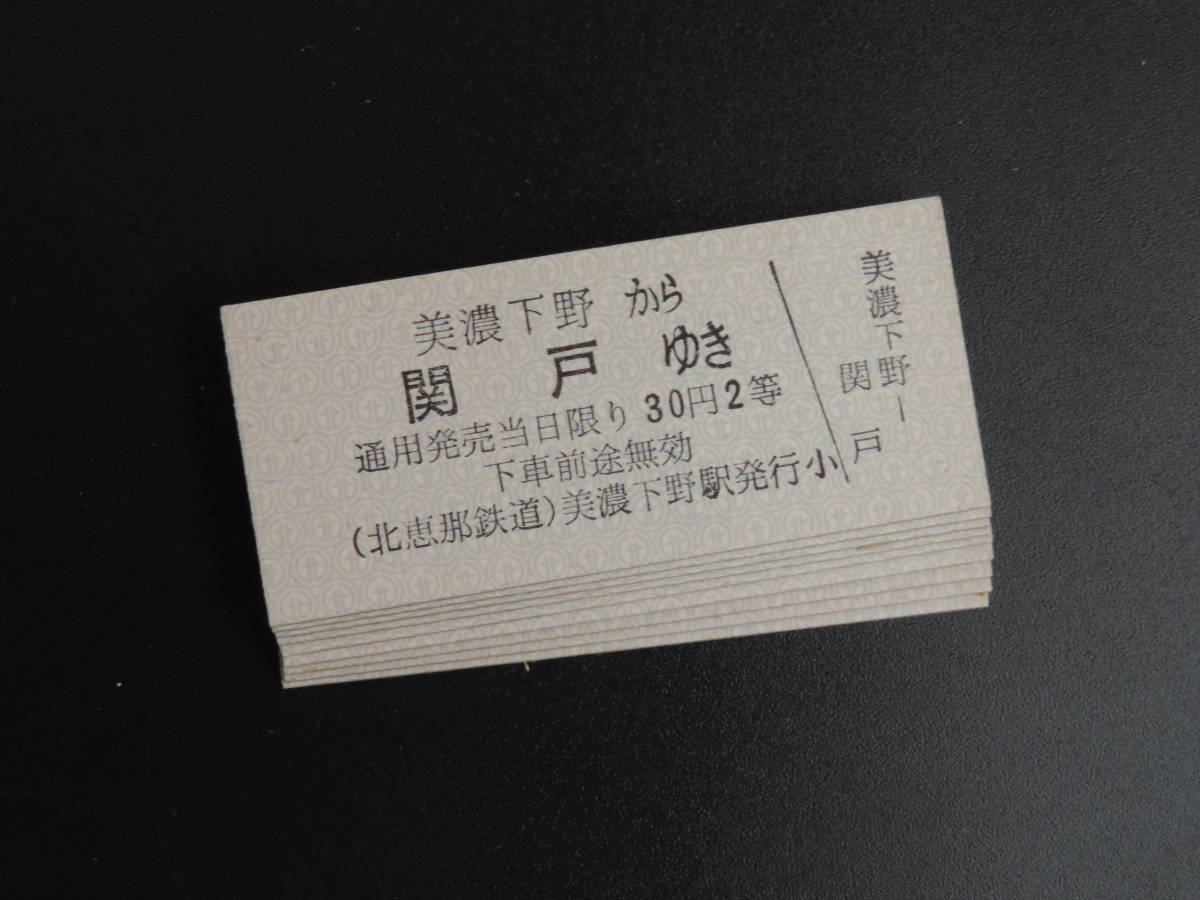 美濃下野から
関戸ゆき
通用発売当日限り 30円2等
下車前途無効
(北恵那鉄道)美濃下野駅発行 小
美濃下野ー
関戸